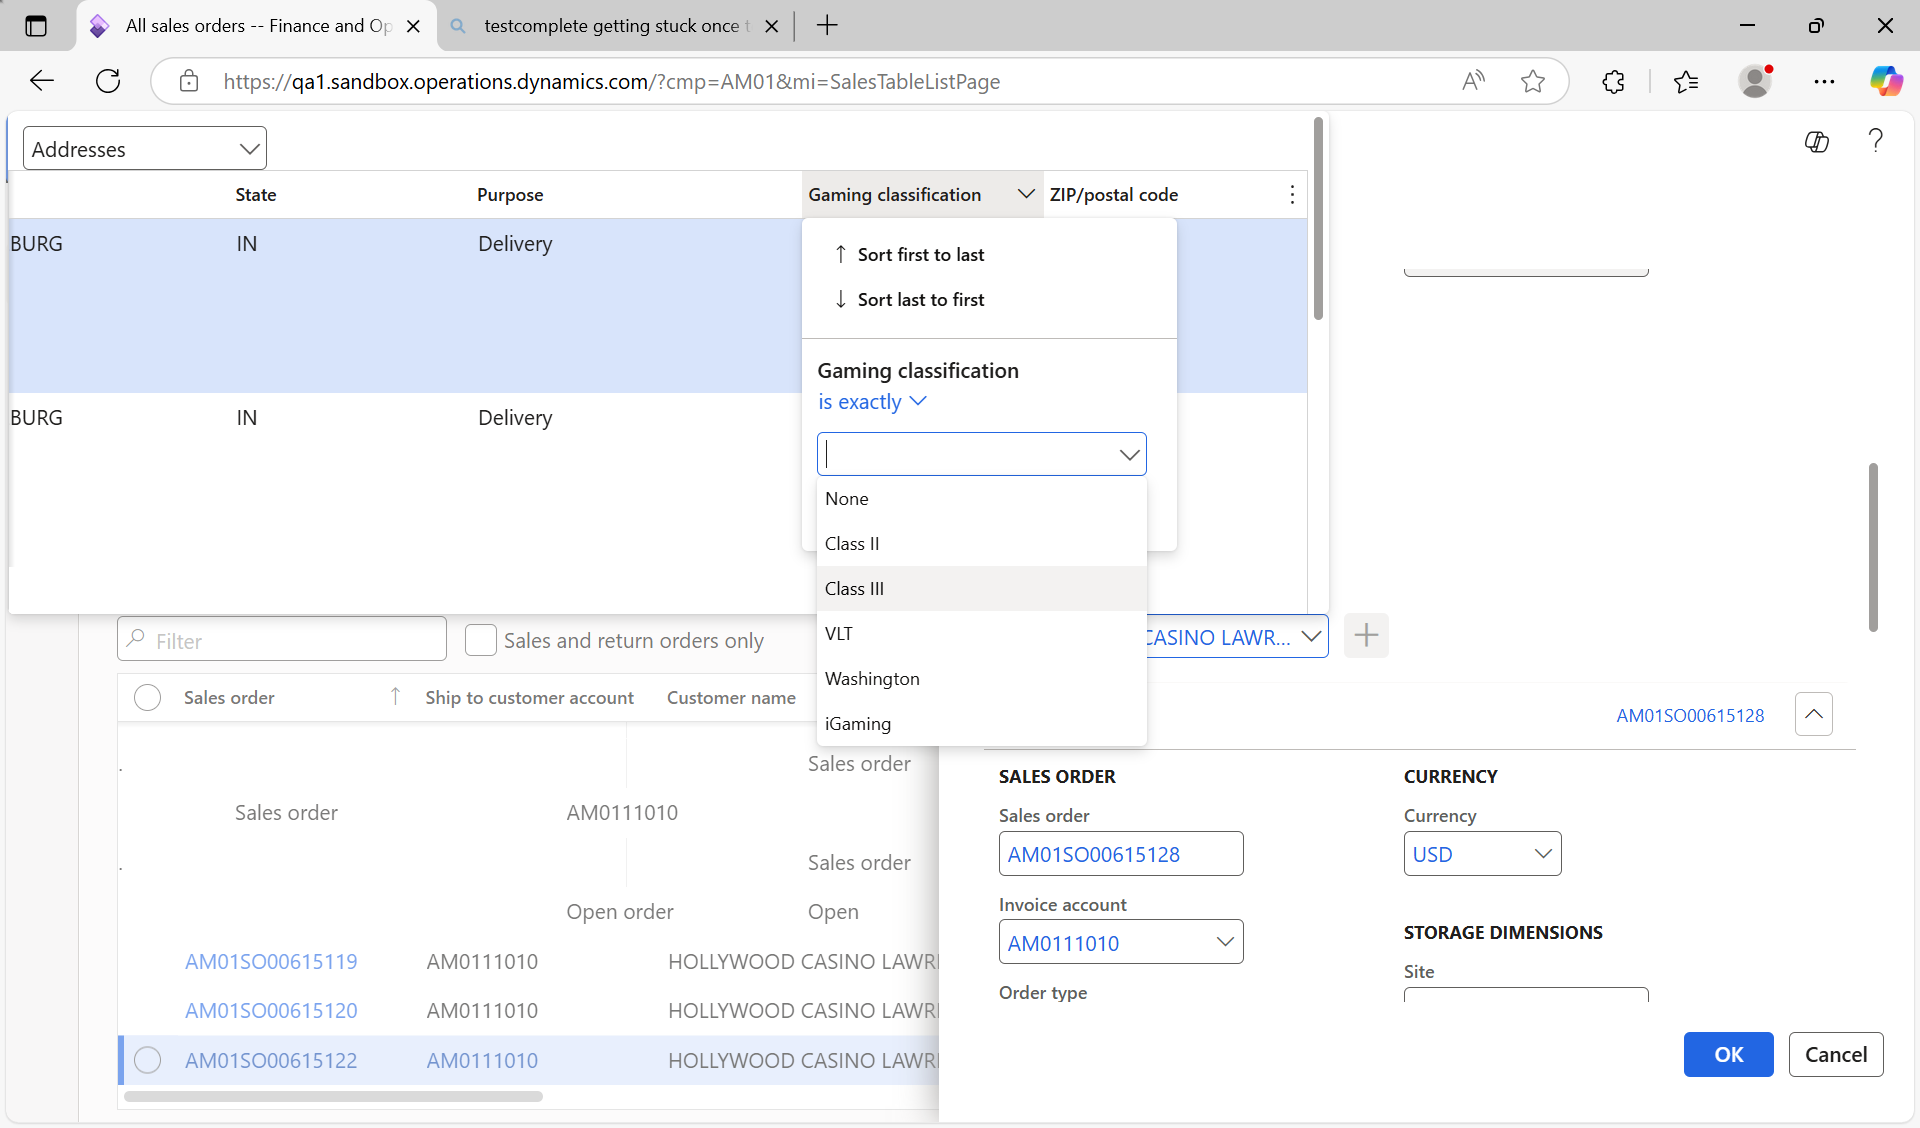 All sales orders -- Finance and Op
testcomplete getting stuck once t
https://qa1.sandbox.operations.dynamics.com/?cmp=AM01&mi=SalesTableListPage
Addresses
State Purpose Gaming classification ZIP/postal code
BURG IN Delivery
Sort first to last
Sort last to first
Gaming classification
is exactly
BURG IN Delivery
None
Class II
Class III
VLT
Washington
iGaming
Filter Sales and return orders only
CASINO LAWR...
Sales order Ship to customer account Customer name
AM01SO00615128
. Sales order
Sales order AM0111010
. Sales order
Open order Open
AM01SO00615119 AM0111010 HOLLYWOOD CASINO LAWR
AM01SO00615120 AM0111010 HOLLYWOOD CASINO LAWR
AM01SO00615122 AM0111010 HOLLYWOOD CASINO LAWR
SALES ORDER
Sales order
AM01SO00615128
Invoice account
AM0111010
Order type
CURRENCY
Currency
USD
STORAGE DIMENSIONS
Site
OK Cancel